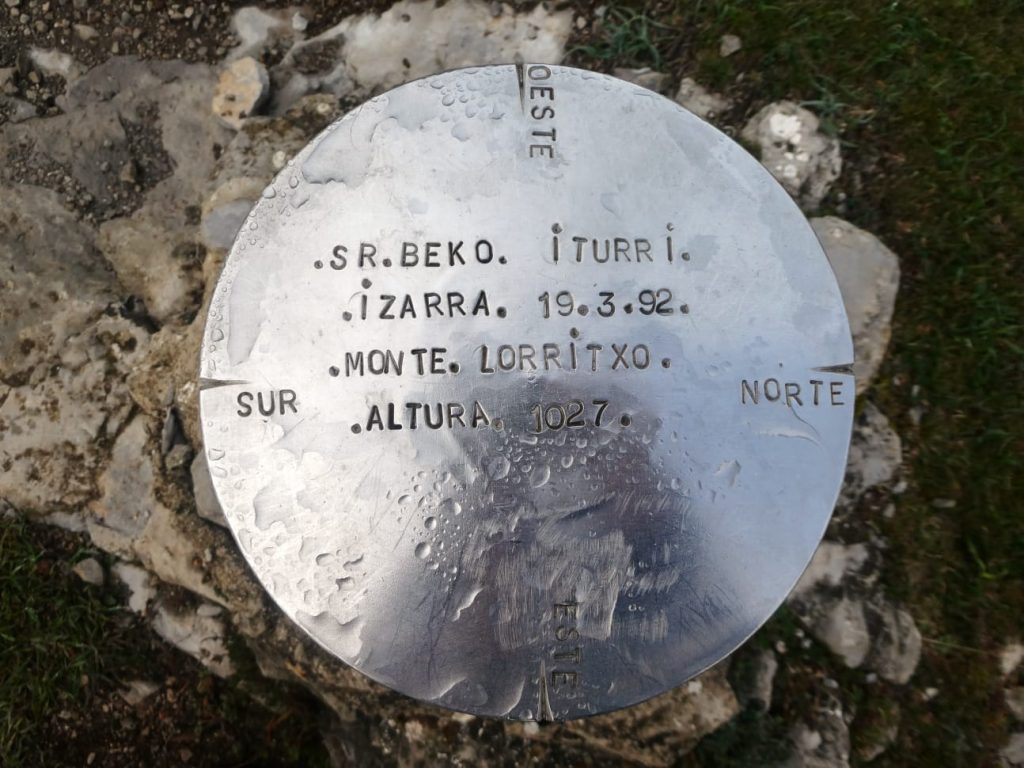 OESTE
.SR.BEKO. iTURRi.
.iZARRA. 19.3.92.
.MONTE. LORRiTXO.
SUR
NORTE
.ALTURA. 1027.
ESTE